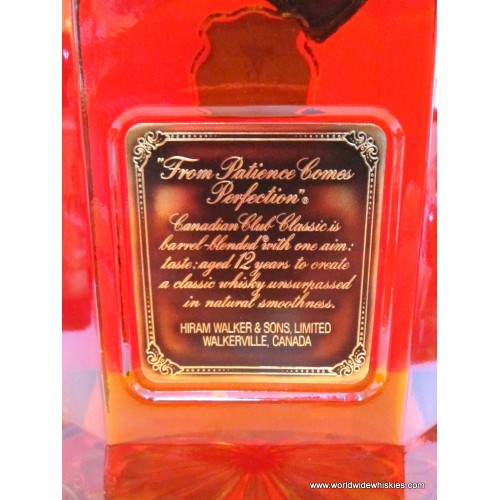 "From Patience Comes
Perfection"®
Canadian Club Classic is
barrel-blended with one aim:
taste: aged 12 years to create
a classic whisky unsurpassed
in natural smoothness.
HIRAM WALKER & SONS, LIMITED
WALKERVILLE, CANADA
www.worldwidewhiskies.com